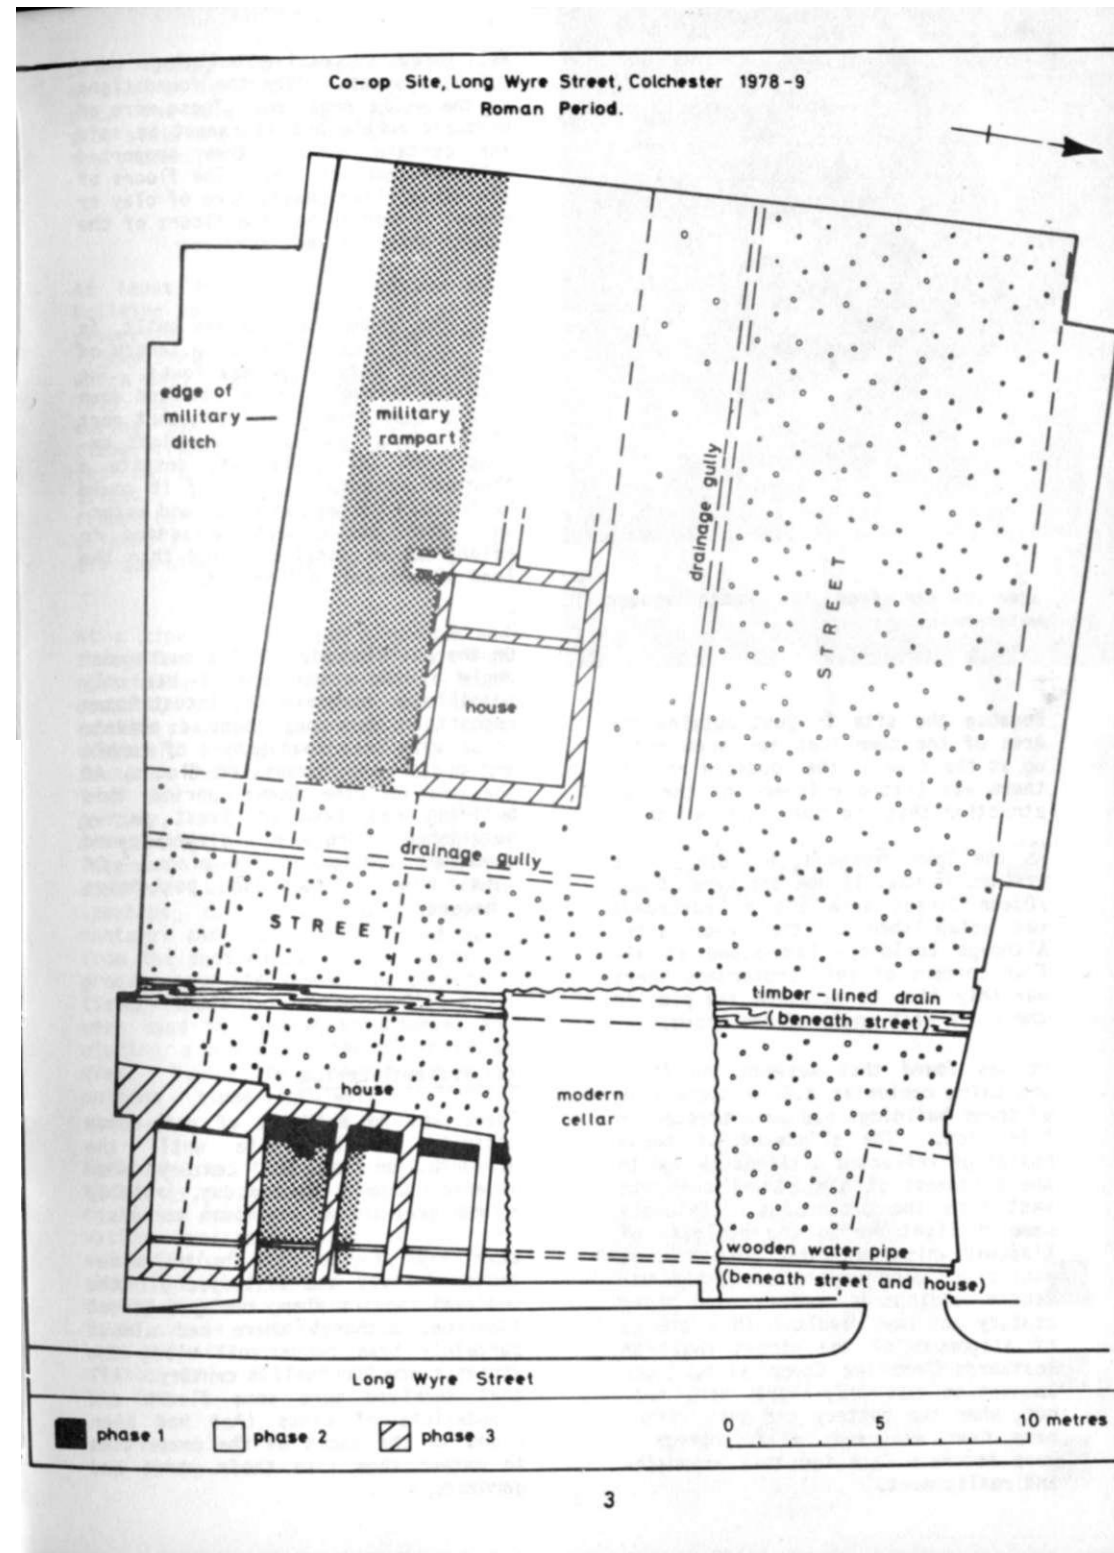 Co-op Site, Long Wyre Street, Colchester 1978-9
Roman Period.
edge of
military
ditch
military
rampart
drainage gully
STREET
house
drainage gully
STREET
timber-lined drain
(beneath street)
house
modern
cellar
wooden water pipe
(beneath street and house)
Long Wyre Street
phase 1
phase 2
phase 3
0 5 10 metres
3